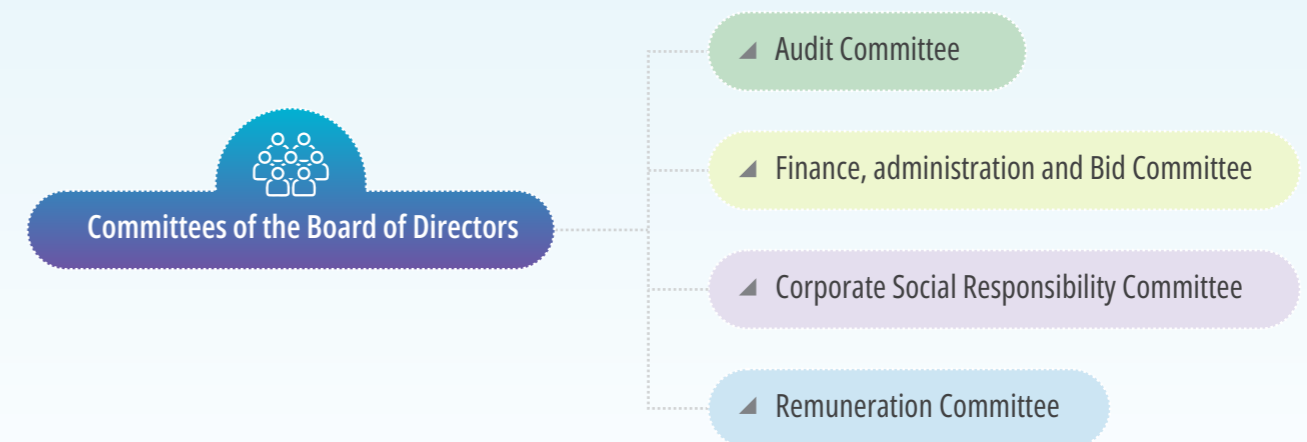 Committees of the Board of Directors
Audit Committee
Finance, administration and Bid Committee
Corporate Social Responsibility Committee
Remuneration Committee